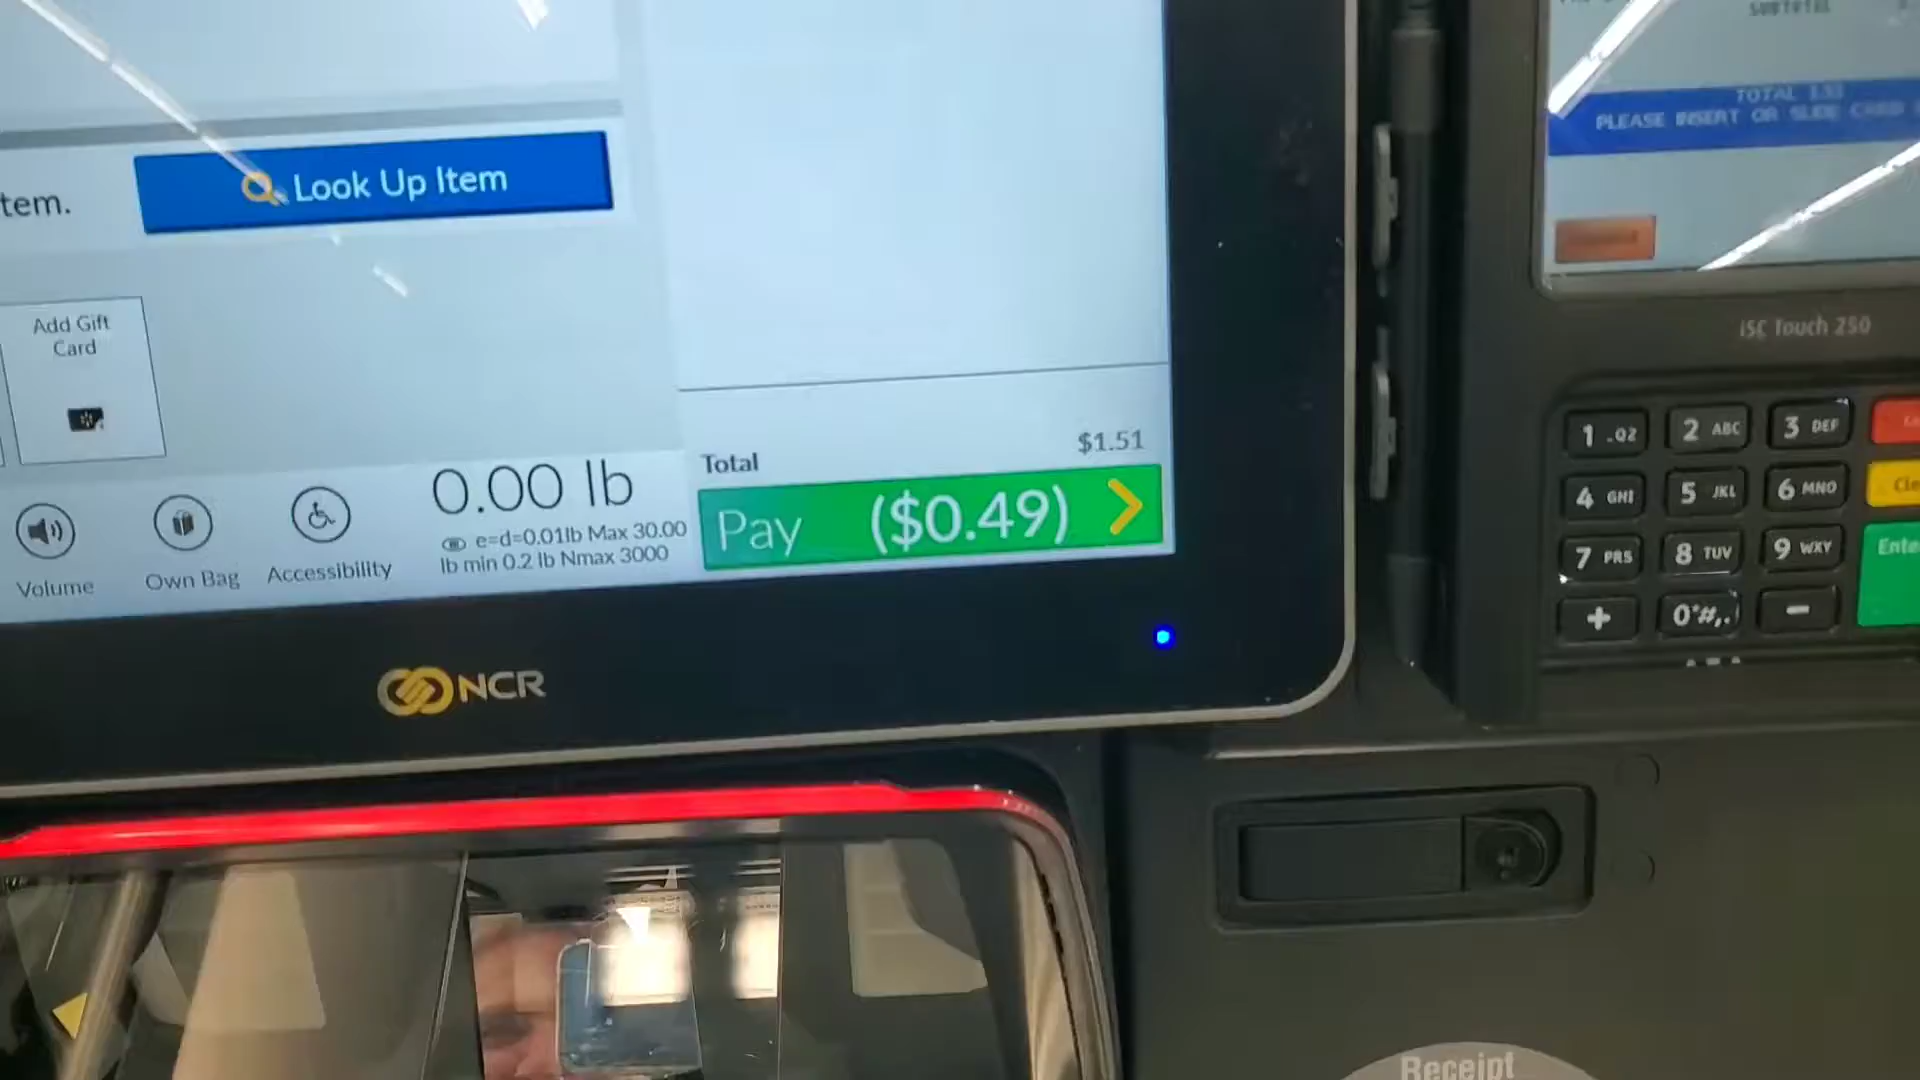 tem.
Look Up Item
Add Gift
Card
Volume
Own Bag
Accessibility
0.00 lb
e=d=0.01lb Max 30.00
lb min 0.2 lb Nmax 3000
Total
$1.51
Pay ($0.49)
NCR
SUBTOTAL
TOTAL
PLEASE INSERT OR SLIDE CARD
iSC Touch 250
1 .QZ
2 ABC
3 DEF
4 GHI
5 JKL
6 MNO
Cle
7 PRS
8 TUV
9 WXY
Ente
+
0*#,.
-
Receipt